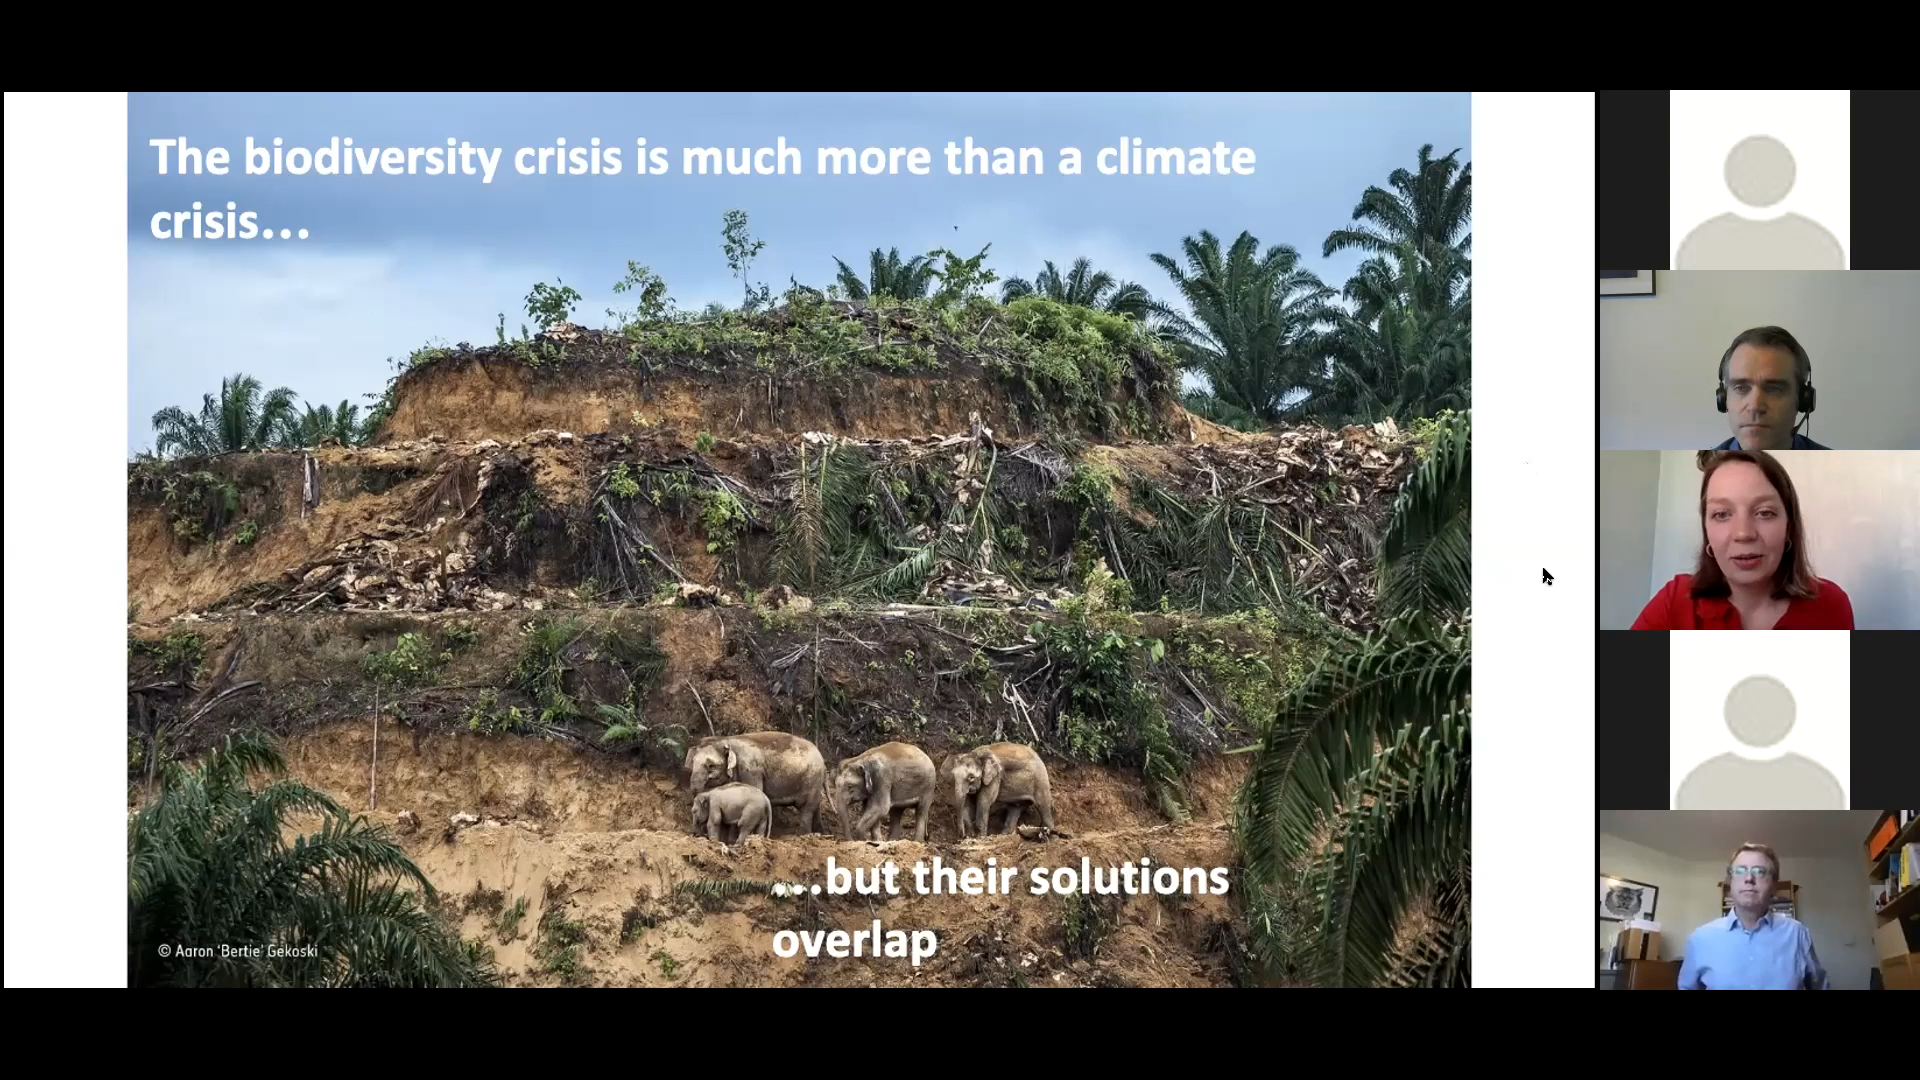 The biodiversity crisis is much more than a climate
crisis…
…but their solutions
overlap
© Aaron 'Bertie' Gekoski